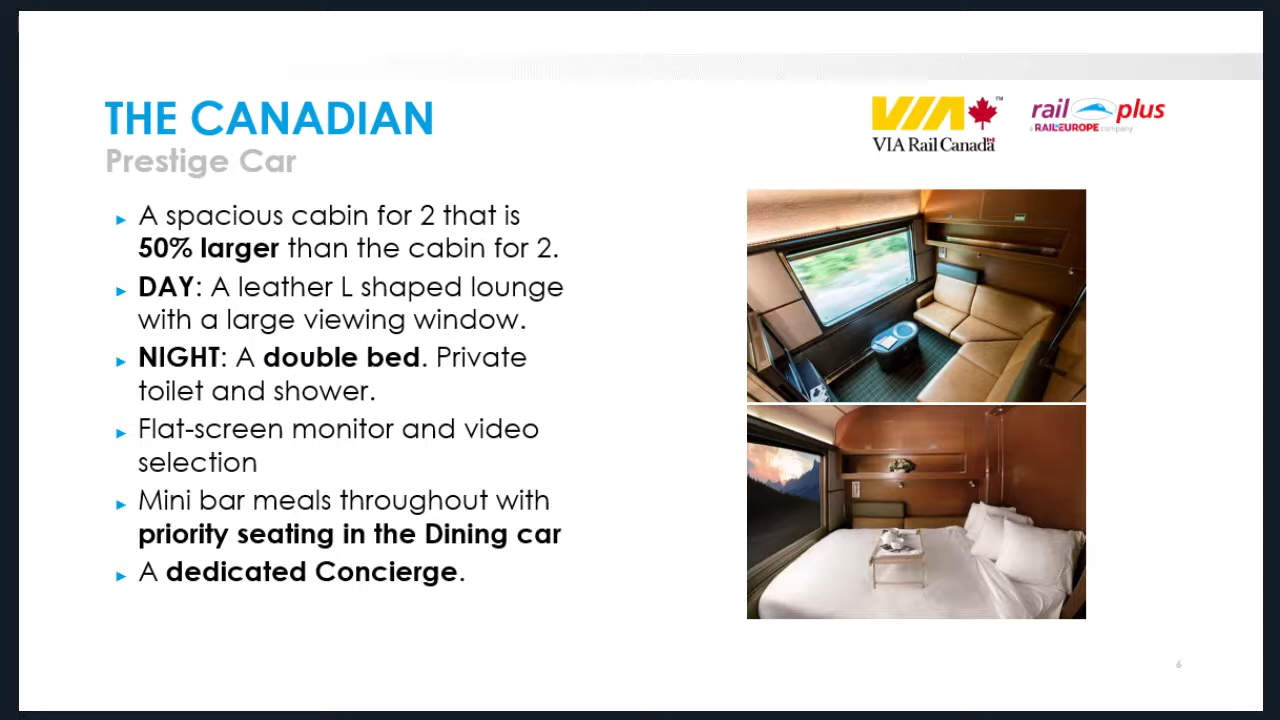 THE CANADIAN
Prestige Car
VIA
TM
VIA Rail Canada
rail plus
a RAILEUROPE company
► A spacious cabin for 2 that is
50% larger than the cabin for 2.
► DAY: A leather L shaped lounge
with a large viewing window.
► NIGHT: A double bed. Private
toilet and shower.
► Flat-screen monitor and video
selection
► Mini bar meals throughout with
priority seating in the Dining car
► A dedicated Concierge.
6